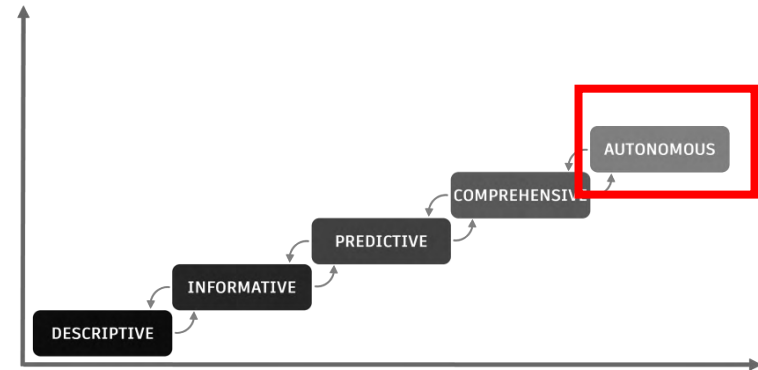 AUTONOMOUS
COMPREHENSIVE
PREDICTIVE
INFORMATIVE
DESCRIPTIVE